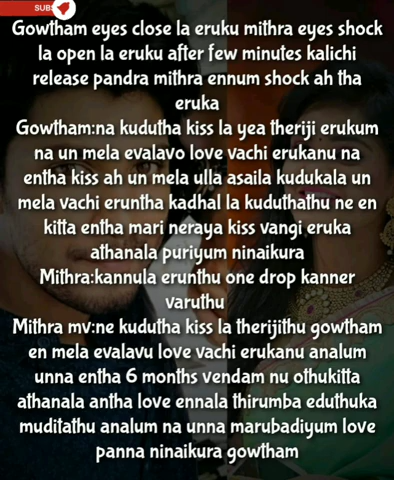 SUBS
Gowtham eyes close la eruku mithra eyes shock
la open la eruku after few minutes kalichi
release pandra mithra ennum shock ah tha
eruka
Gowtham:na kudutha kiss la yea theriji erukum
na un mela evalavo love vachi erukanu na
entha kiss ah un mela ulla asaila kudukala un
mela vachi eruntha kadhal la kuduthathu ne en
kitta entha mari neraya kiss vangi eruka
athanala puriyum ninaikura
Mithra:kannula erunthu one drop kanner
varuthu
Mithra mv:ne kudutha kiss la therijithu gowtham
en mela evalavu love vachi erukanu analum
unna entha 6 months vendam nu othukitta
athanala antha love ennala thirumba eduthuka
muditathu analum na unna marubadiyum love
panna ninaikura gowtham